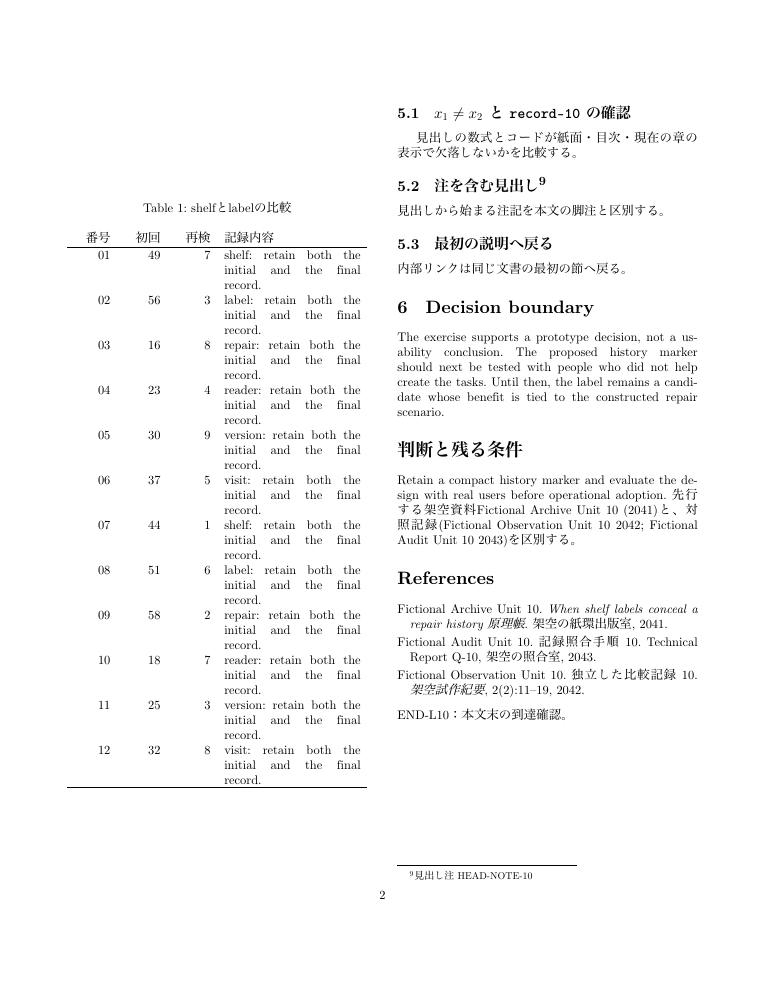 Table 1: shelfとlabelの比較
番号 初回 再検 記録内容
01 49 7 shelf: retain both the
initial and the final
record.
02 56 3 label: retain both the
initial and the final
record.
03 16 8 repair: retain both the
initial and the final
record.
04 23 4 reader: retain both the
initial and the final
record.
05 30 9 version: retain both the
initial and the final
record.
06 37 5 visit: retain both the
initial and the final
record.
07 44 1 shelf: retain both the
initial and the final
record.
08 51 6 label: retain both the
initial and the final
record.
09 58 2 repair: retain both the
initial and the final
record.
10 18 7 reader: retain both the
initial and the final
record.
11 25 3 version: retain both the
initial and the final
record.
12 32 8 visit: retain both the
initial and the final
record.
5.1 x₁ ≠ x₂ と record-10 の確認
見出しの数式とコードが紙面・目次・現在の章の
表示で欠落しないかを比較する。
5.2 注を含む見出し⁹
見出しから始まる注記を本文の脚注と区別する。
5.3 最初の説明へ戻る
内部リンクは同じ文書の最初の節へ戻る。
6 Decision boundary
The exercise supports a prototype decision, not a us-
ability conclusion. The proposed history marker
should next be tested with people who did not help
create the tasks. Until then, the label remains a candi-
date whose benefit is tied to the constructed repair
scenario.
判断と残る条件
Retain a compact history marker and evaluate the de-
sign with real users before operational adoption. 先行
する架空資料Fictional Archive Unit 10 (2041)と、対
照記録(Fictional Observation Unit 10 2042; Fictional
Audit Unit 10 2043)を区別する。
References
Fictional Archive Unit 10. When shelf labels conceal a
repair history 原理帳. 架空の紙環出版室, 2041.
Fictional Audit Unit 10. 記録照合手順 10. Technical
Report Q-10, 架空の照合室, 2043.
Fictional Observation Unit 10. 独立した比較記録 10.
架空試作紀要, 2(2):11–19, 2042.
END-L10：本文末の到達確認。
⁹見出し注 HEAD-NOTE-10
2